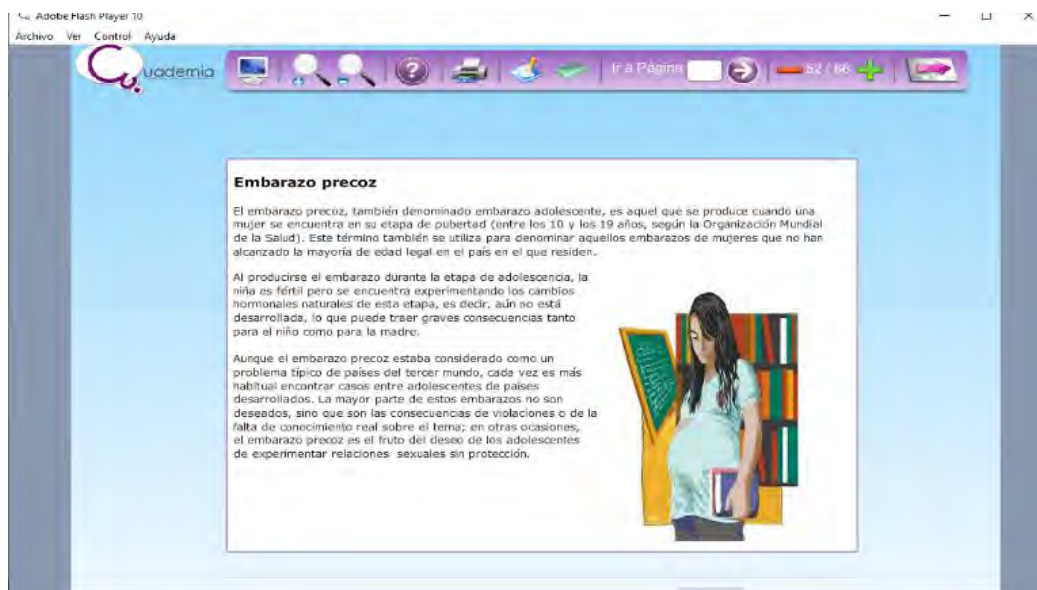 Adobe Flash Player 10
Archivo Ver Control Ayuda
Cuadernia
Ir a Página
52 / 66
Embarazo precoz
El embarazo precoz, también denominado embarazo adolescente, es aquel que se produce cuando una
mujer se encuentra en su etapa de pubertad (entre los 10 y los 19 años, según la Organización Mundial
de la Salud). Este término también se utiliza para denominar aquellos embarazos de mujeres que no han
alcanzado la mayoría de edad legal en el país en el que residen.
Al producirse el embarazo durante la etapa de adolescencia, la
niña es fértil pero se encuentra experimentando los cambios
hormonales naturales de esta etapa, es decir, aún no está
desarrollada, lo que puede traer graves consecuencias tanto
para el niño como para la madre.
Aunque el embarazo precoz estaba considerado como un
problema típico de países del tercer mundo, cada vez es más
habitual encontrar casos entre adolescentes de países
desarrollados. La mayor parte de estos embarazos no son
deseados, sino que son las consecuencias de violaciones o de la
falta de conocimiento real sobre el tema; en otras ocasiones,
el embarazo precoz es el fruto del deseo de los adolescentes
de experimentar relaciones sexuales sin protección.